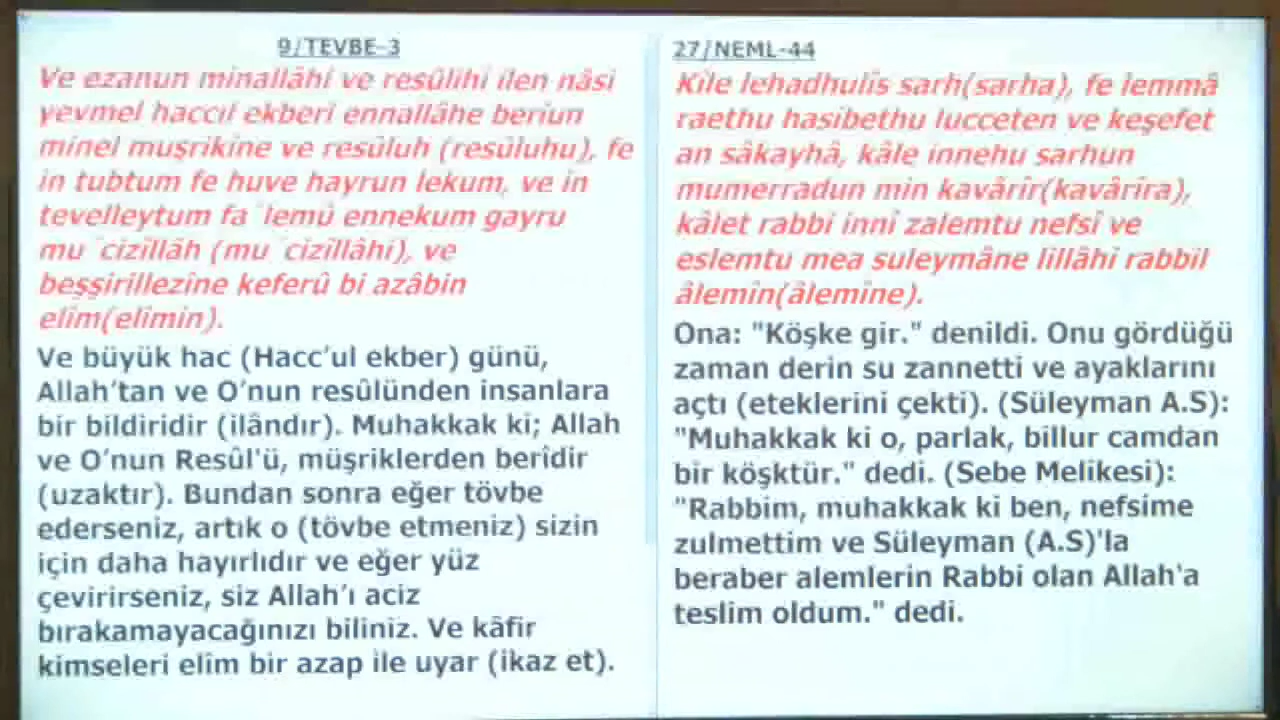 9/TEVBE-3
Ve ezanun minallâhi ve resûlihi ilen nâsi
yevmel haccil ekberi ennallâhe beriun
minel muşrikîne ve resûluh (resûluhu), fe
in tubtum fe huve hayrun lekum, ve in
tevelleytum fa`lemû ennekum gayru
mu`cizîllâh (mu`cizîllâhi), ve
beşşirillezîne keferû bi azâbin
elîm(elîmin).
Ve büyük hac (Hacc’ul ekber) günü,
Allah’tan ve O’nun resûlünden insanlara
bir bildiridir (ilândır). Muhakkak ki; Allah
ve O’nun Resûl'ü, müşriklerden berîdir
(uzaktır). Bundan sonra eğer tövbe
ederseniz, artık o (tövbe etmeniz) sizin
için daha hayırlıdır ve eğer yüz
çevirirseniz, siz Allah’ı aciz
bırakamayacağınızı biliniz. Ve kâfir
kimseleri elîm bir azap ile uyar (ikaz et).
27/NEML-44
Kîle lehadhulîs sarh(sarha), fe lemmâ
raethu hasibethu lucceten ve keşefet
an sâkayhâ, kâle innehu sarhun
mumerradun min kavârîr(kavârîra),
kâlet rabbi innî zalemtu nefsî ve
eslemtu mea suleymâne lillâhi rabbil
âlemîn(âlemîne).
Ona: "Köşke gir." denildi. Onu gördüğü
zaman derin su zannetti ve ayaklarını
açtı (eteklerini çekti). (Süleyman A.S):
"Muhakkak ki o, parlak, billur camdan
bir köşktür." dedi. (Sebe Melikesi):
"Rabbim, muhakkak ki ben, nefsime
zulmettim ve Süleyman (A.S)'la
beraber alemlerin Rabbi olan Allah'a
teslim oldum." dedi.